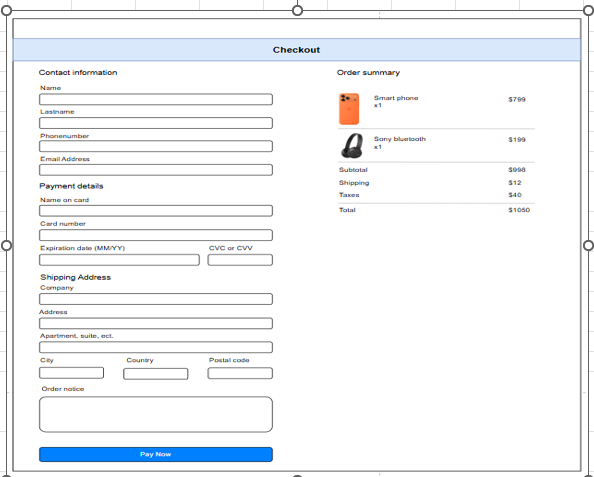 Checkout
Contact information
Name
Lastname
Phonenumber
Email Address
Payment details
Name on card
Card number
Expiration date (MM/YY) CVC or CVV
Shipping Address
Company
Address
Apartment, suite, ect.
City Country Postal code
Order notice
Pay Now
Order summary
Smart phone $799
x1
Sony bluetooth $199
x1
Subtotal $998
Shipping $12
Taxes $40
Total $1050